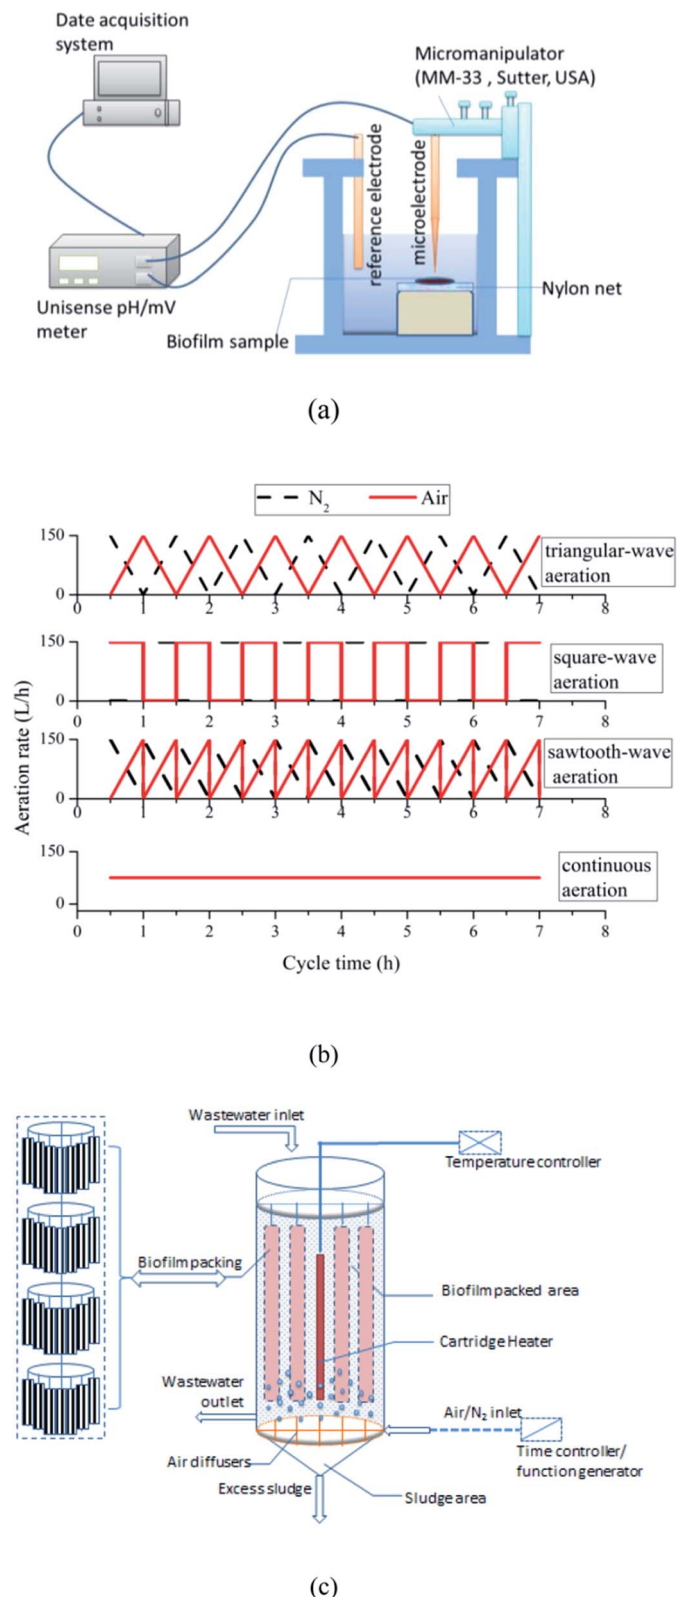 Date acquisition
system
Micromanipulator
(MM-33 , Sutter, USA)
reference electrode
microelectrode
Nylon net
Unisense pH/mV
meter
Biofilm sample
(a)
N2 Air
150
0
0 1 2 3 4 5 6 7 8
triangular-wave
aeration
150
0
0 1 2 3 4 5 6 7 8
square-wave
aeration
150
0
0 1 2 3 4 5 6 7 8
sawtooth-wave
aeration
150
0
0 1 2 3 4 5 6 7 8
continuous
aeration
Aeration rate (L/h)
Cycle time (h)
(b)
Wastewater inlet
Temperature controller
Biofilm packing
Biofilm packed area
Cartridge Heater
Wastewater
outlet
Air/N2 inlet
Time controller/
function generator
Air diffusers
Excess sludge
Sludge area
(c)